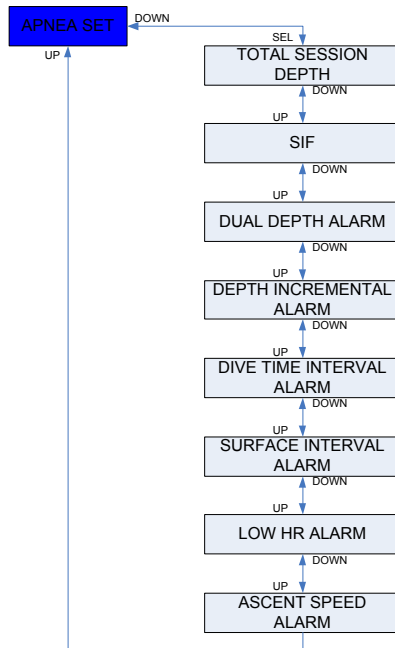 APNEA SET
DOWN
UP
SEL
TOTAL SESSION
DEPTH
DOWN
UP
SIF
DOWN
UP
DUAL DEPTH ALARM
DOWN
UP
DEPTH INCREMENTAL
ALARM
DOWN
UP
DIVE TIME INTERVAL
ALARM
DOWN
UP
SURFACE INTERVAL
ALARM
DOWN
UP
LOW HR ALARM
DOWN
UP
ASCENT SPEED
ALARM